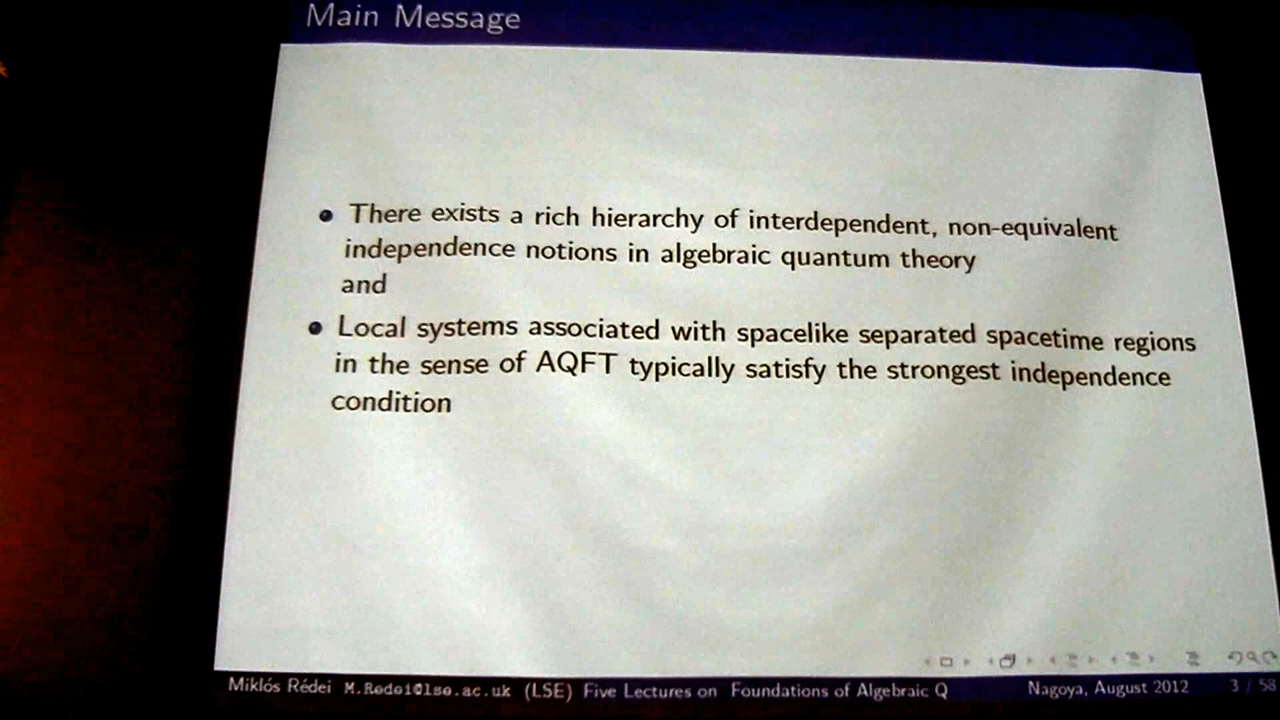 Main Message
There exists a rich hierarchy of interdependent, non-equivalent
independence notions in algebraic quantum theory
and
Local systems associated with spacelike separated spacetime regions
in the sense of AQFT typically satisfy the strongest independence
condition
Miklós Rédei M.Redei@lse.ac.uk (LSE) Five Lectures on Foundations of Algebraic Q Nagoya, August 2012 3 / 58